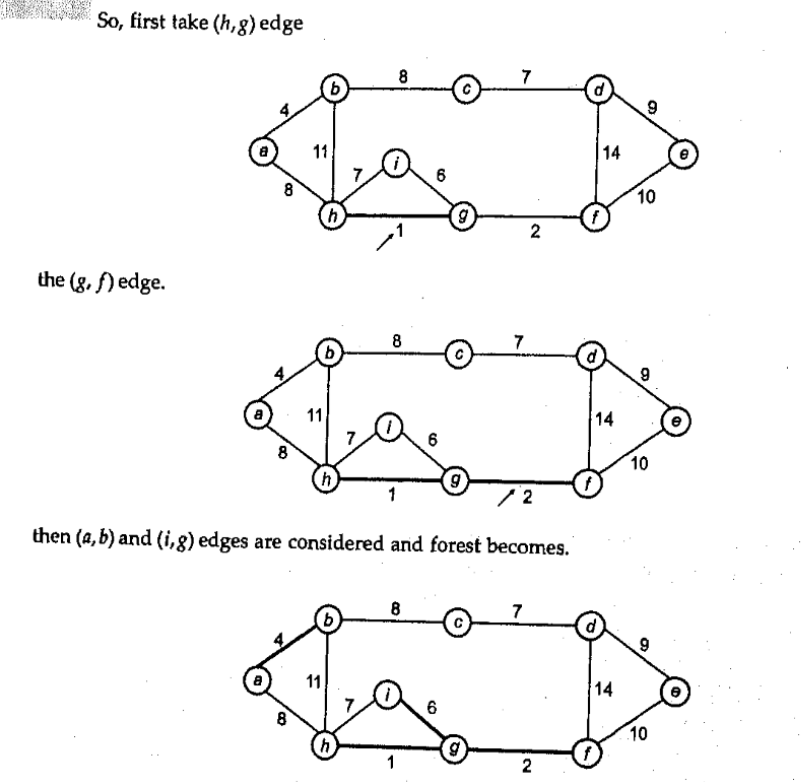 So, first take (h,g) edge
8 7
b c d
4 9
a 11 i 14 e
7 6
8 10
h g f
1 2
the (g, f) edge.
8 7
b c d
4 9
a 11 i 14 e
7 6
8 10
h g f
1 2
then (a,b) and (i,g) edges are considered and forest becomes.
8 7
b c d
4 9
a 11 i 14 e
7 6
8 10
h g f
1 2